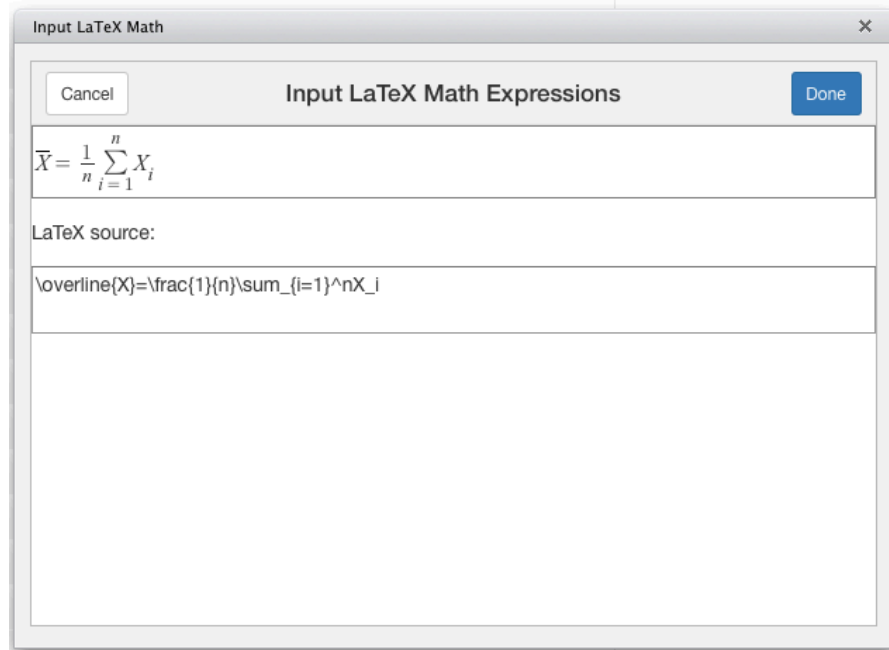 Input LaTeX Math ×
Cancel Input LaTeX Math Expressions Done
X̅ = 1/n ∑_{i = 1}^{n} X_i
LaTeX source:
\overline{X}=\frac{1}{n}\sum_{i=1}^nX_i